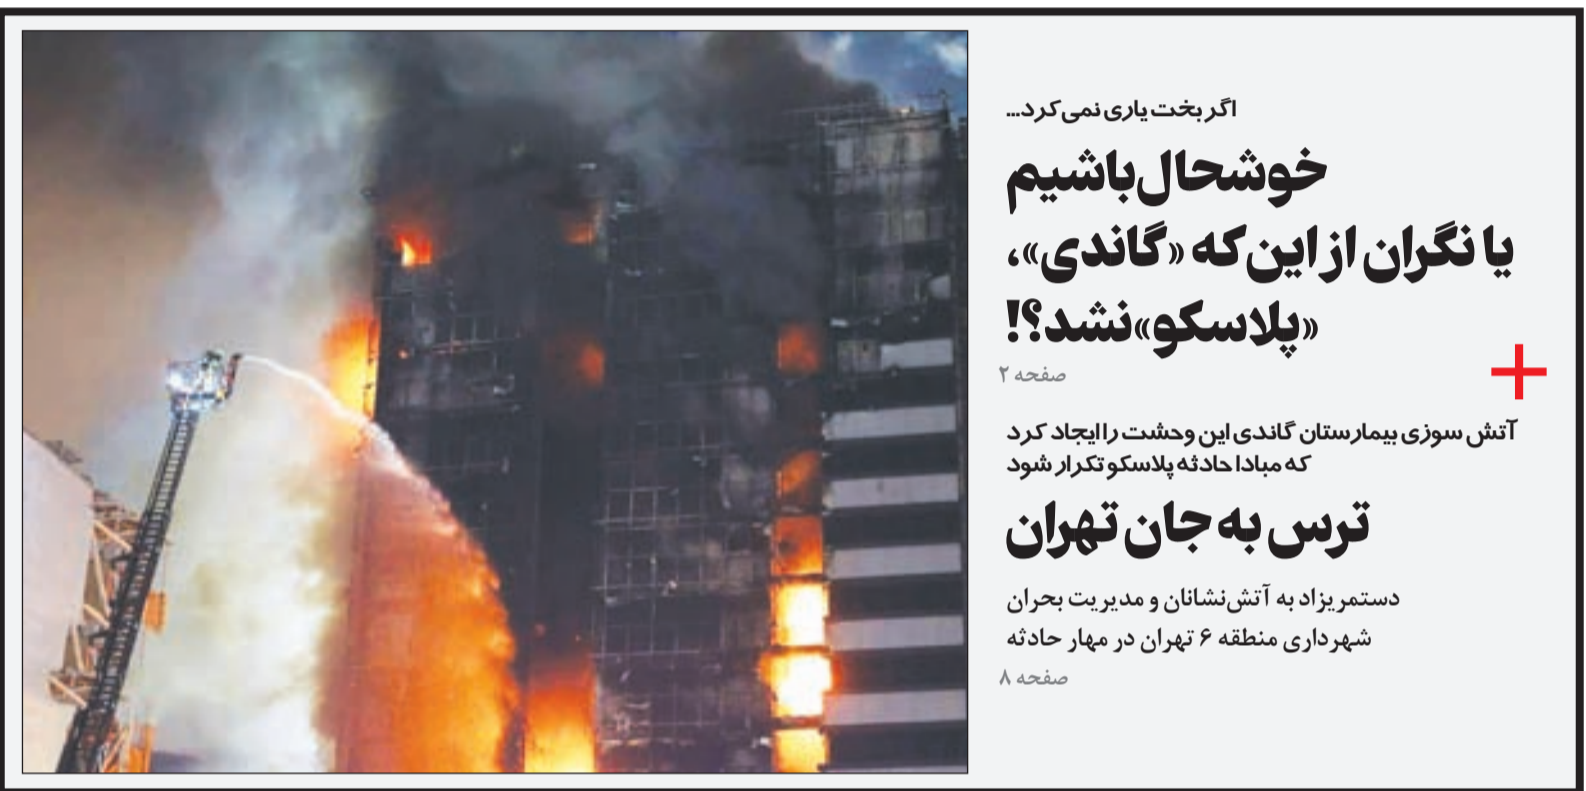 اگر بخت یاری نمی‌کرد...
خوشحال باشیم
یا نگران از این‌که «گاندی»،
«پلاسکو» نشد؟!
صفحه ۲
آتش سوزی بیمارستان گاندی این وحشت را ایجاد کرد
که مبادا حادثه پلاسکو تکرار شود
ترس به جان تهران
دستمریزاد به آتش‌نشانان و مدیریت بحران
شهرداری منطقه ۶ تهران در مهار حادثه
صفحه ۸